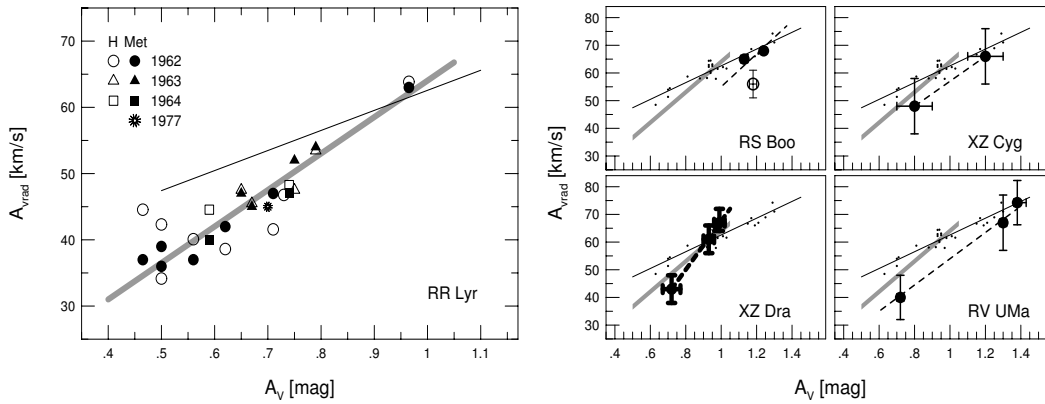 70
60
50
40
30
A_vrad [km/s]
H Met
1962
1963
1964
1977
RR Lyr
.4 .5 .6 .7 .8 .9 1 1.1
A_V [mag]
80
70
60
50
40
30
A_vrad [km/s]
RS Boo
XZ Cyg
80
70
60
50
40
30
XZ Dra
RV UMa
.4 .6 .8 1 1.2 1.4
.4 .6 .8 1 1.2 1.4
A_V [mag]